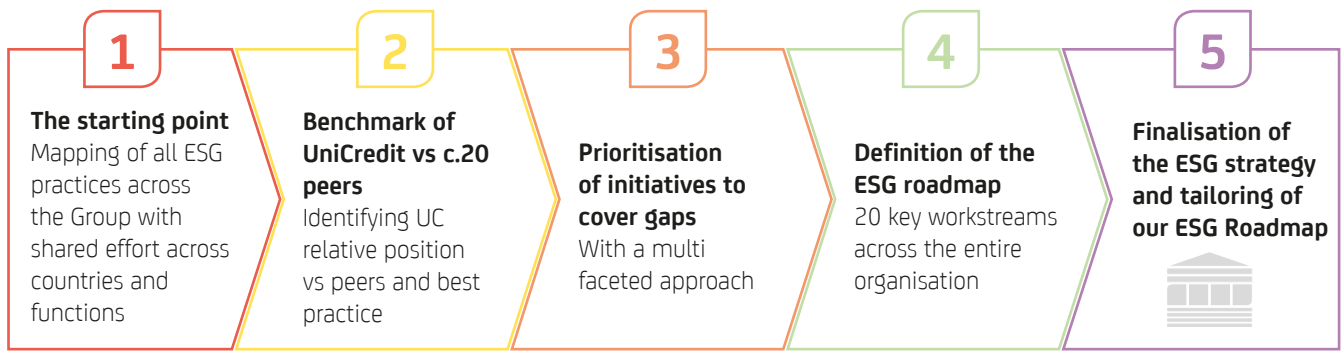 1
The starting point
Mapping of all ESG
practices across
the Group with
shared effort across
countries and
functions
2
Benchmark of
UniCredit vs c.20
peers
Identifying UC
relative position
vs peers and best
practice
3
Prioritisation
of initiatives to
cover gaps
With a multi
faceted approach
4
Definition of the
ESG roadmap
20 key workstreams
across the entire
organisation
5
Finalisation of
the ESG strategy
and tailoring of
our ESG Roadmap